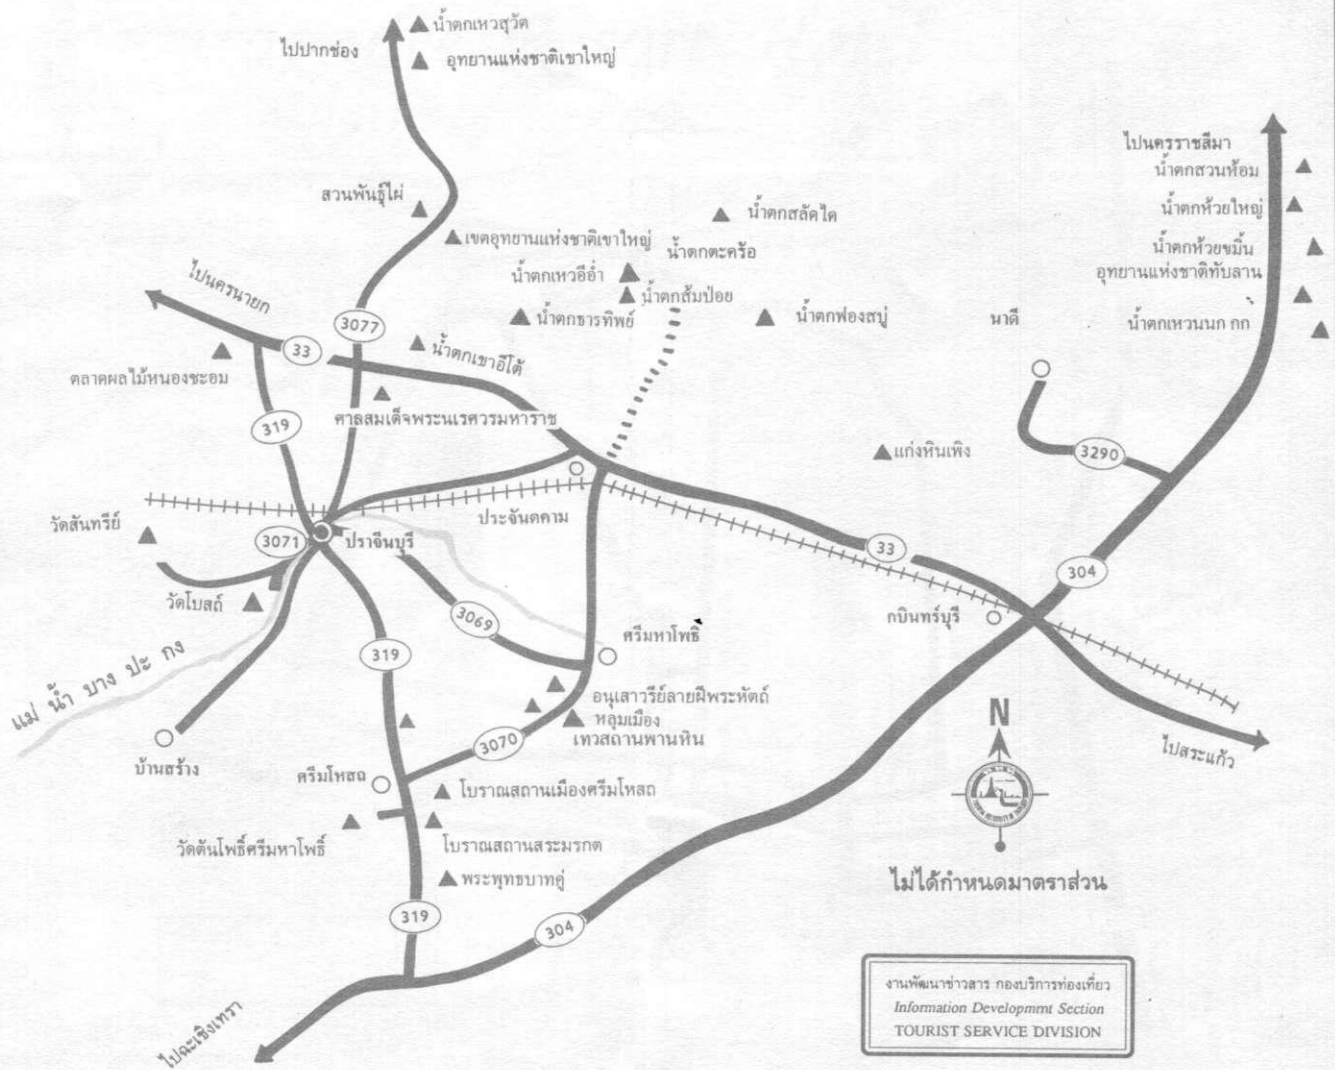 น้ำตกเหวสุวัต
ไปปากช่อง
อุทยานแห่งชาติเขาใหญ่
ไปนครราชสีมา
น้ำตกสวนห้อม
สวนพันธุ์ไผ่
น้ำตกสลัดได
น้ำตกห้วยใหญ่
เขตอุทยานแห่งชาติเขาใหญ่
น้ำตกตะคร้อ
น้ำตกห้วยขมิ้น
อุทยานแห่งชาติทับลาน
ไปนครนายก
น้ำตกเหวอีอ่ำ
น้ำตกส้มป่อย
น้ำตกธารทิพย์
น้ำตกฟองสบู่
นาดี
น้ำตกเหวนนก กก
3077
33
น้ำตกเขาอีโต้
ตลาดผลไม้หนองชะอม
ศาลสมเด็จพระนเรศวรมหาราช
319
แก่งหินเพิง
3290
ประจันตคาม
วัดสันทรีย์
3071
ปราจีนบุรี
33
304
วัดโบสถ์
3069
กบินทร์บุรี
ศรีมหาโพธิ
319
แม่ น้ำ บาง ปะ กง
อนุเสาวรีย์ลายฝีพระหัตถ์
หลุมเมือง
เทวสถานพานหิน
3070
N
ไปสระแก้ว
บ้านสร้าง
ศรีมโหสถ
โบราณสถานเมืองศรีมโหสถ
วัดต้นโพธิ์ศรีมหาโพธิ์
โบราณสถานสระมรกต
พระพุทธบาทคู่
ไม่ได้กำหนดมาตราส่วน
319
304
งานพัฒนาข่าวสาร กองบริการท่องเที่ยว
Information Developmmt Section
TOURIST SERVICE DIVISION
ไปฉะเชิงเทรา